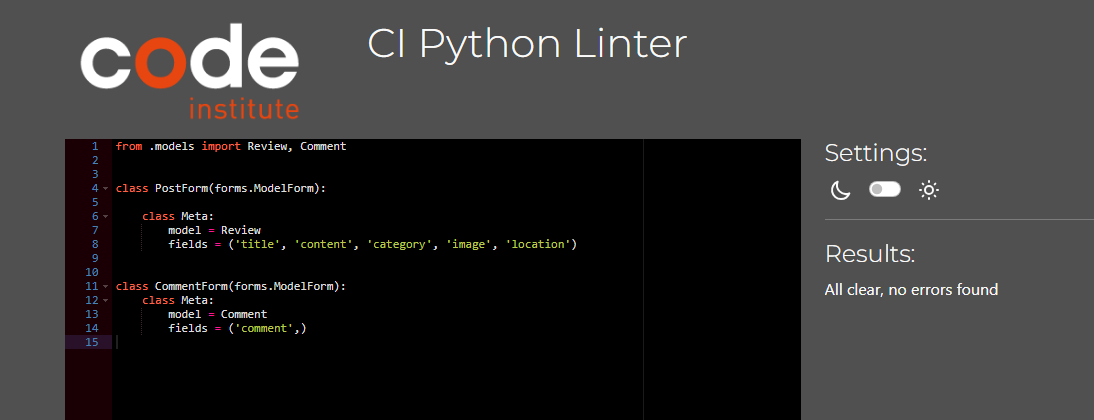 code
institute
CI Python Linter
1 from .models import Review, Comment
2
3
4 class PostForm(forms.ModelForm):
5
6     class Meta:
7         model = Review
8         fields = ('title', 'content', 'category', 'image', 'location')
9
10
11 class CommentForm(forms.ModelForm):
12     class Meta:
13         model = Comment
14         fields = ('comment',)
15
Settings:
Results:
All clear, no errors found